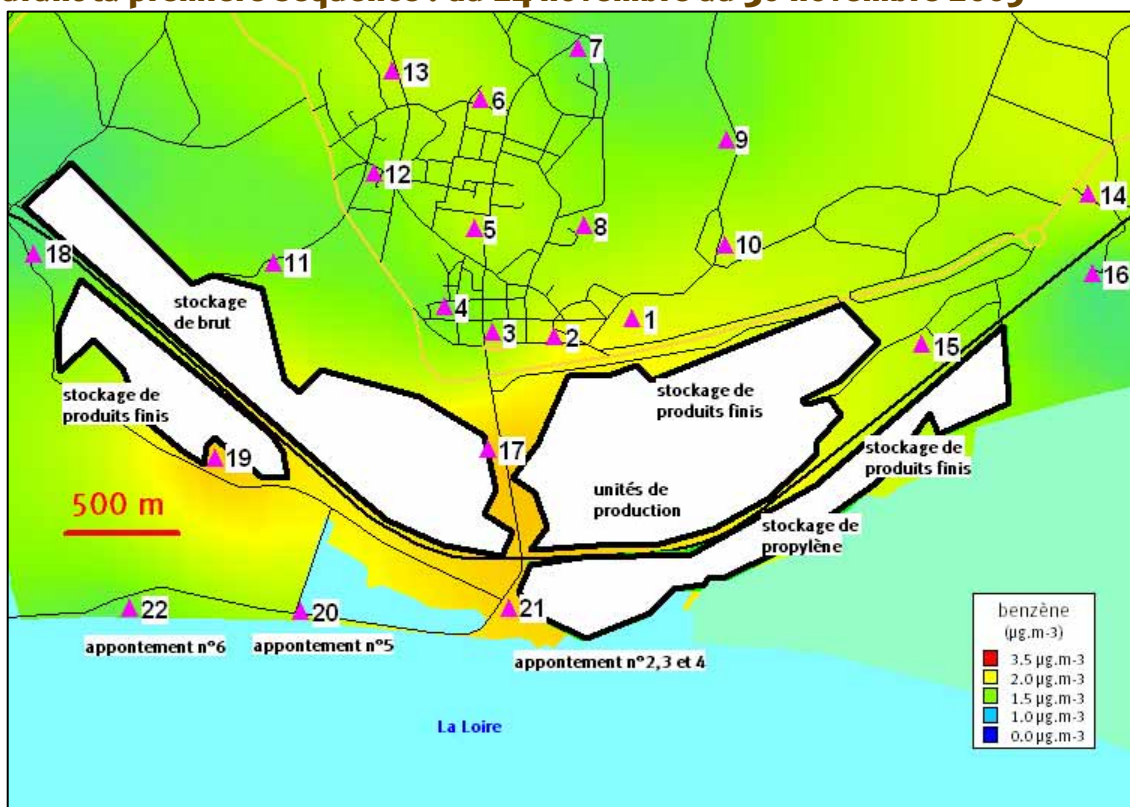 durant la première séquence : du 24 novembre au 30 novembre 2005
7
13
6
9
12
14
5
8
10
18
11
16
stockage
de brut
4
1
3
2
15
stockage de
produits finis
stockage de
produits finis
17
stockage de
produits finis
19
500 m
unités de
production
stockage de
propylène
22
20
21
appontement n°6
appontement n°5
appontement n°2, 3 et 4
La Loire
benzène
(µg.m-3)
3.5 µg.m-3
2.0 µg.m-3
1.5 µg.m-3
1.0 µg.m-3
0.0 µg.m-3